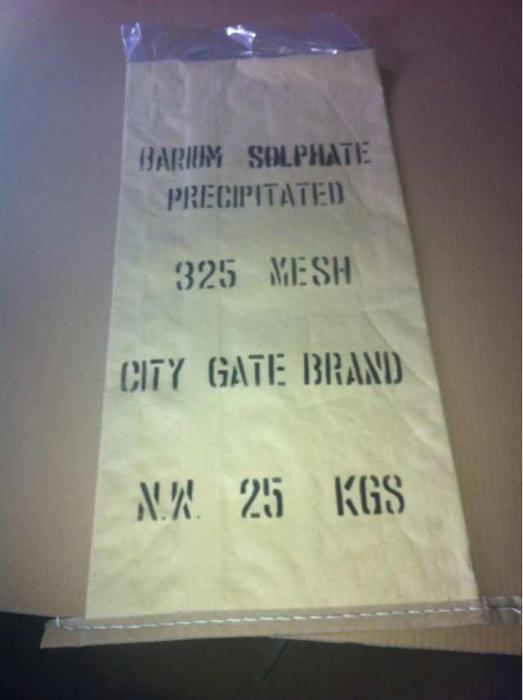 BARIUM SOLPHATE
PRECIPITATED
325 MESH
CITY GATE BRAND
N.W. 25 KGS